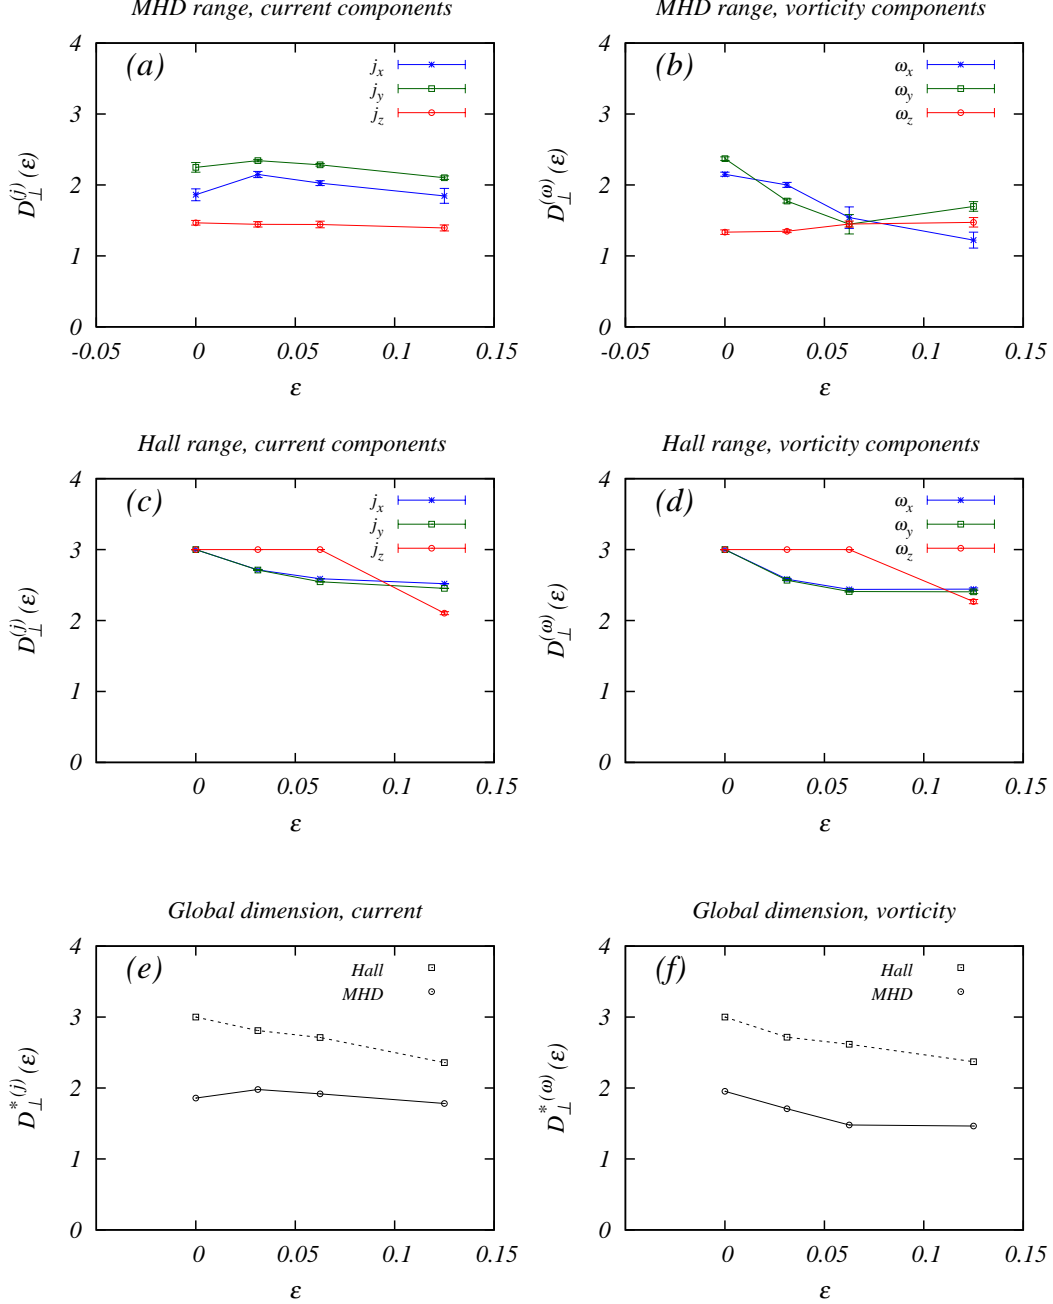 MHD range, current components
(a)
j_x
j_y
j_z
4
3
2
1
0
D_⊥^(j)(ε)
-0.05 0 0.05 0.1 0.15
ε
MHD range, vorticity components
(b)
ω_x
ω_y
ω_z
4
3
2
1
0
D_⊥^(ω)(ε)
-0.05 0 0.05 0.1 0.15
ε
Hall range, current components
(c)
j_x
j_y
j_z
4
3
2
1
0
D_⊥^(j)(ε)
0 0.05 0.1 0.15
ε
Hall range, vorticity components
(d)
ω_x
ω_y
ω_z
4
3
2
1
0
D_⊥^(ω)(ε)
0 0.05 0.1 0.15
ε
Global dimension, current
(e)
Hall
MHD
4
3
2
1
0
D_⊥^*(j)(ε)
0 0.05 0.1 0.15
ε
Global dimension, vorticity
(f)
Hall
MHD
4
3
2
1
0
D_⊥^*(ω)(ε)
0 0.05 0.1 0.15
ε